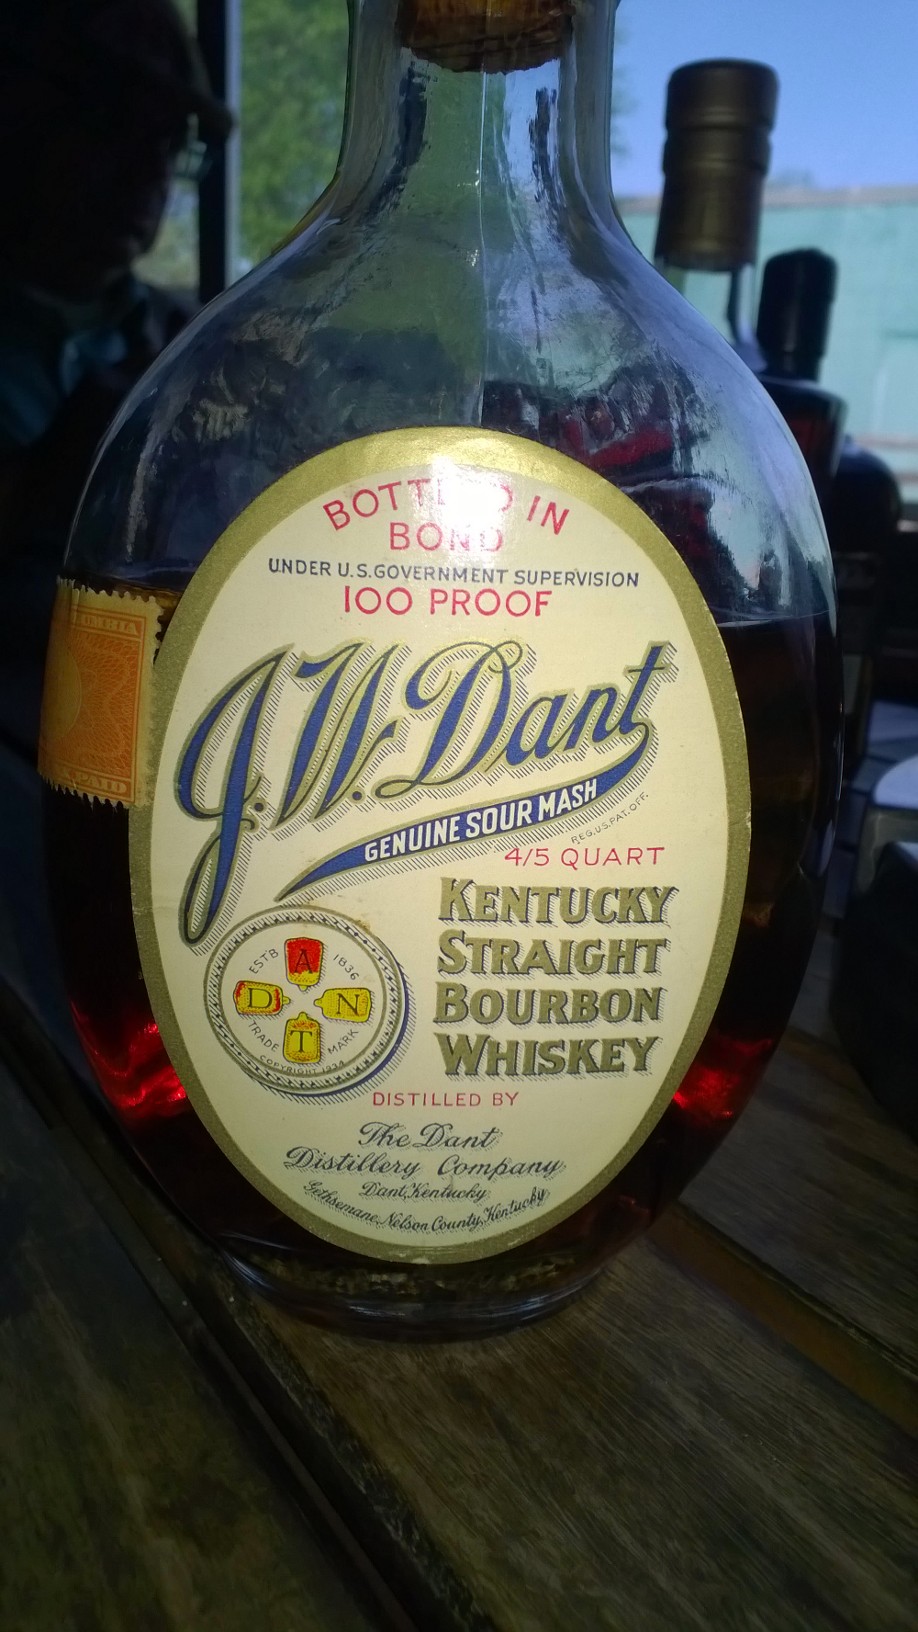 BOTTLED IN
BOND
UNDER U.S. GOVERNMENT SUPERVISION
100 PROOF
J.W. Dant
GENUINE SOUR MASH
REG.U.S.PAT.OFF.
4/5 QUART
KENTUCKY
STRAIGHT
BOURBON
WHISKEY
ESTB 1836
A
D N
T
TRADE MARK
COPYRIGHT 1934
DISTILLED BY
The Dant
Distillery Company
Dant, Kentucky
Gethsemane, Nelson County, Kentucky
PAID